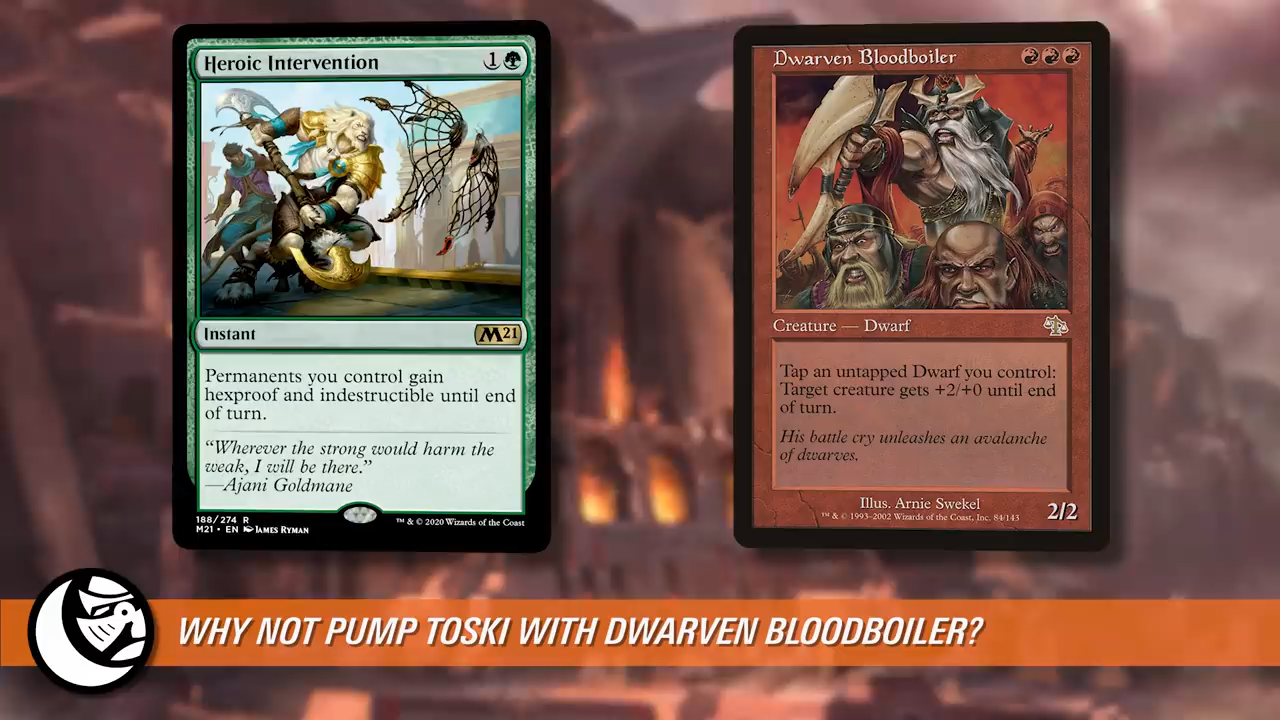 Heroic Intervention 1
Instant
M21
Permanents you control gain
hexproof and indestructible until end
of turn.
“Wherever the strong would harm the
weak, I will be there.”
—Ajani Goldmane
188/274 R
M21 • EN James Ryman
™ & © 2020 Wizards of the Coast
Dwarven Bloodboiler
Creature — Dwarf
Tap an untapped Dwarf you control:
Target creature gets +2/+0 until end
of turn.
His battle cry unleashes an avalanche
of dwarves.
Illus. Arnie Swekel
™ & © 1993–2002 Wizards of the Coast, Inc. 84/143
2/2
WHY NOT PUMP TOSKI WITH DWARVEN BLOODBOILER?